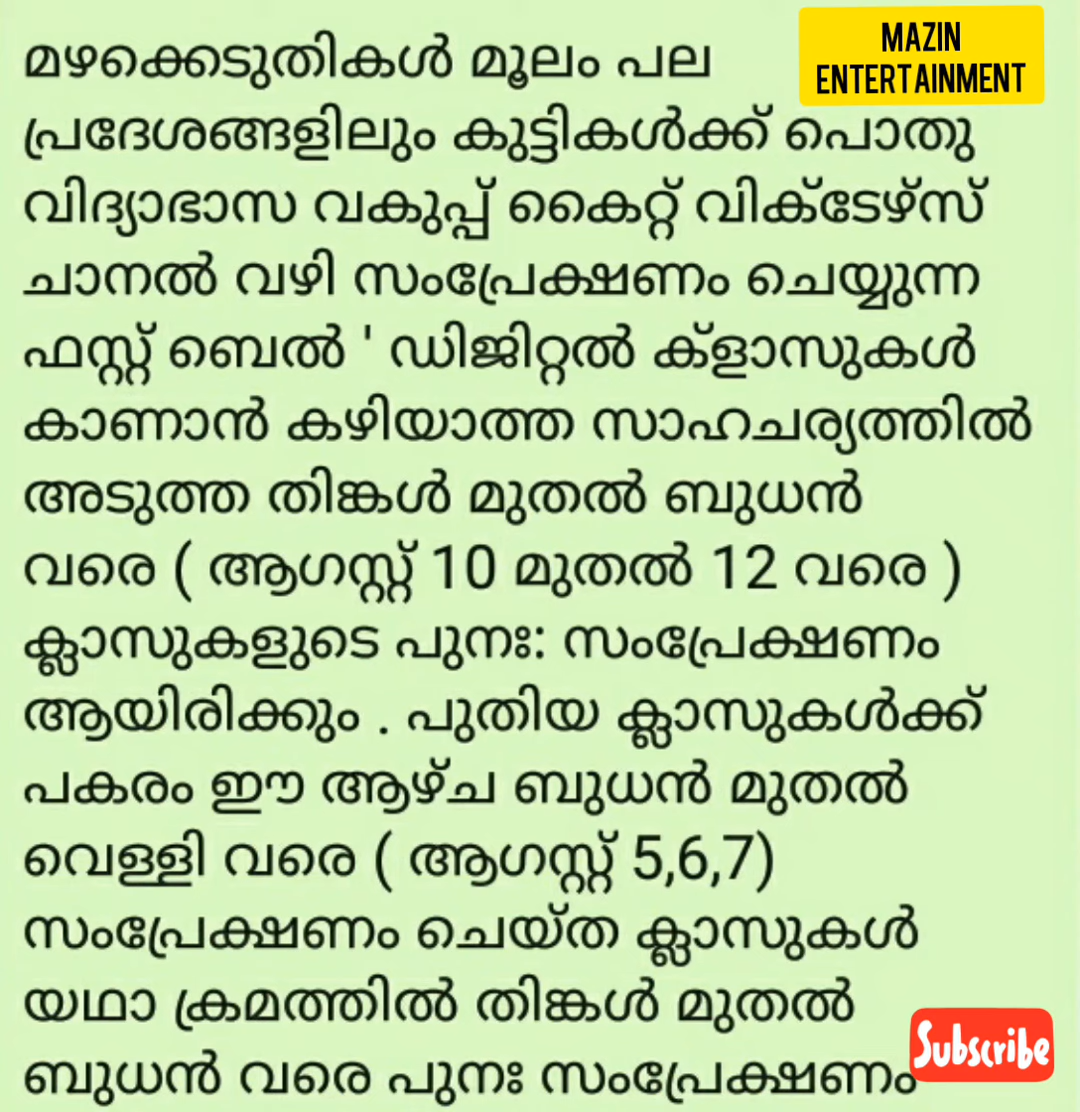 MAZIN
ENTERTAINMENT
മഴക്കെടുതികൾ മൂലം പല
പ്രദേശങ്ങളിലും കുട്ടികൾക്ക് പൊതു
വിദ്യാഭാസ വകുപ്പ് കൈറ്റ് വിക്ടേഴ്സ്
ചാനൽ വഴി സംപ്രേക്ഷണം ചെയ്യുന്ന
ഫസ്റ്റ് ബെൽ ' ഡിജിറ്റൽ ക്ളാസുകൾ
കാണാൻ കഴിയാത്ത സാഹചര്യത്തിൽ
അടുത്ത തിങ്കൾ മുതൽ ബുധൻ
വരെ ( ആഗസ്റ്റ് 10 മുതൽ 12 വരെ )
ക്ലാസുകളുടെ പുനഃ: സംപ്രേക്ഷണം
ആയിരിക്കും . പുതിയ ക്ലാസുകൾക്ക്
പകരം ഈ ആഴ്ച ബുധൻ മുതൽ
വെള്ളി വരെ ( ആഗസ്റ്റ് 5,6,7)
സംപ്രേക്ഷണം ചെയ്ത ക്ലാസുകൾ
യഥാ ക്രമത്തിൽ തിങ്കൾ മുതൽ
ബുധൻ വരെ പുനഃ സംപ്രേക്ഷണം
Subscribe